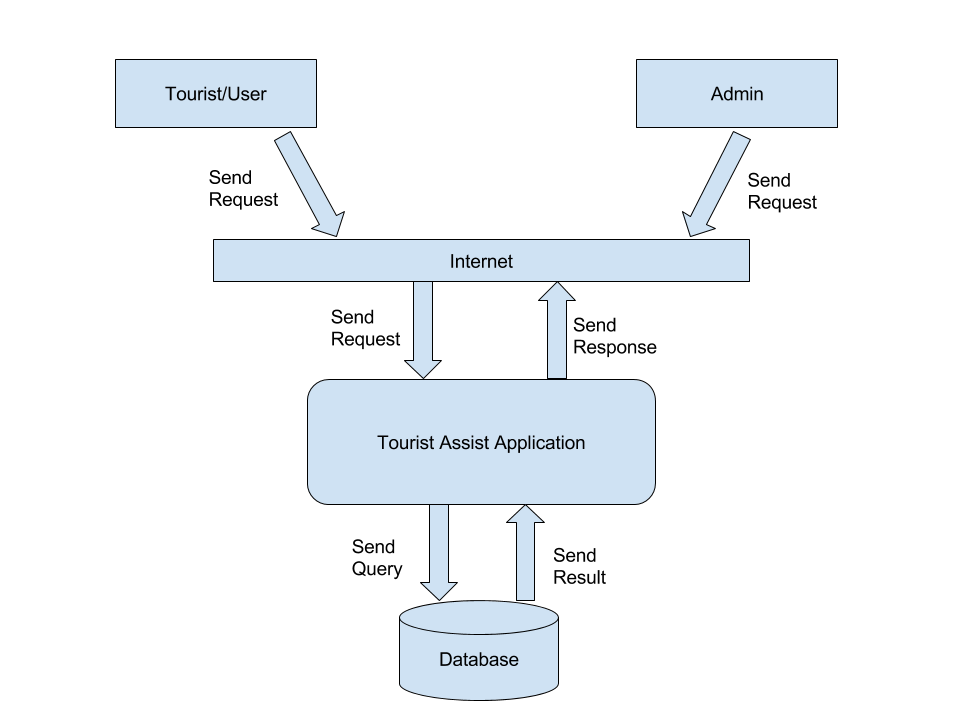 Tourist/User
Admin
Send
Request
Send
Request
Internet
Send
Request
Send
Response
Tourist Assist Application
Send
Query
Send
Result
Database